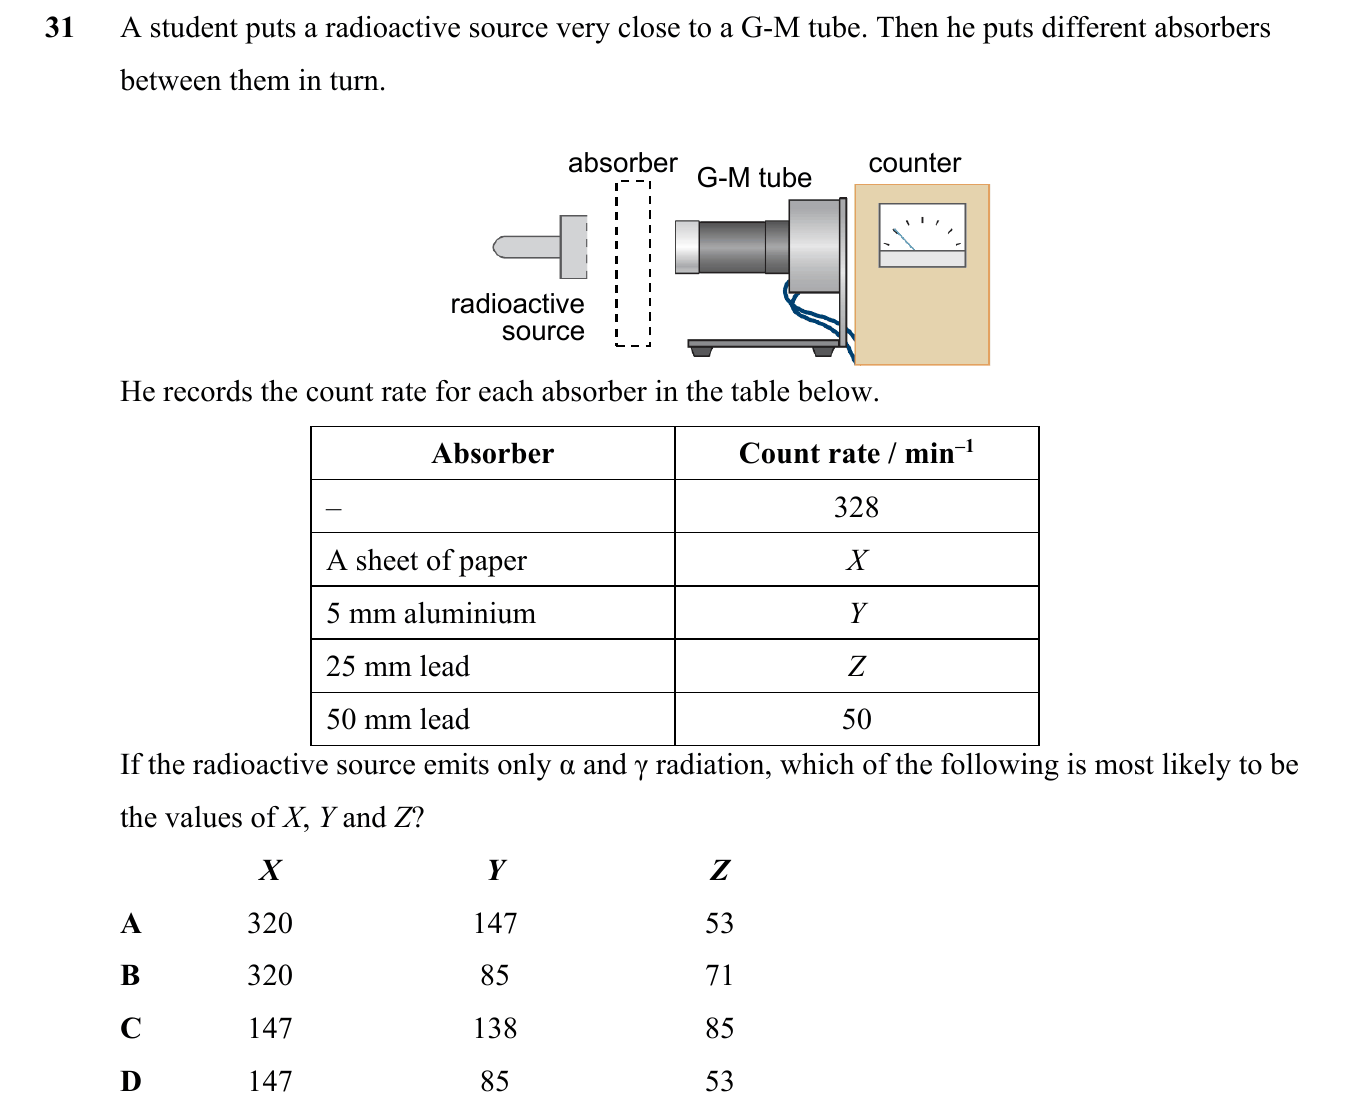 31 A student puts a radioactive source very close to a G-M tube. Then he puts different absorbers
between them in turn.
absorber G-M tube counter
radioactive
source
He records the count rate for each absorber in the table below.
Absorber Count rate / min⁻¹
– 328
A sheet of paper X
5 mm aluminium Y
25 mm lead Z
50 mm lead 50
If the radioactive source emits only α and γ radiation, which of the following is most likely to be
the values of X, Y and Z?
X Y Z
A 320 147 53
B 320 85 71
C 147 138 85
D 147 85 53